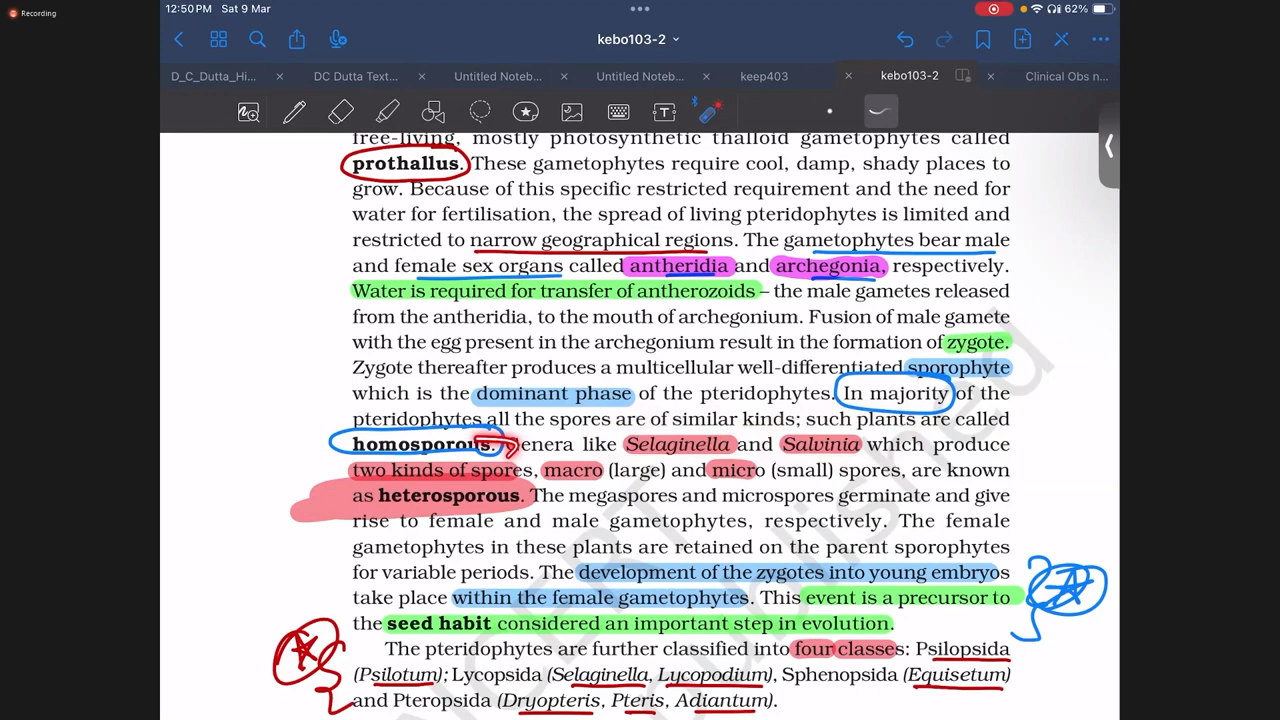 Recording
12:50 PM Sat 9 Mar
62%
kebo103-2
D_C_Dutta_Hi...
DC Dutta Text...
Untitled Noteb...
Untitled Noteb...
keep403
kebo103-2
Clinical Obs n...
free-living, mostly photosynthetic thalloid gametophytes called
prothallus. These gametophytes require cool, damp, shady places to
grow. Because of this specific restricted requirement and the need for
water for fertilisation, the spread of living pteridophytes is limited and
restricted to narrow geographical regions. The gametophytes bear male
and female sex organs called antheridia and archegonia, respectively.
Water is required for transfer of antherozoids – the male gametes released
from the antheridia, to the mouth of archegonium. Fusion of male gamete
with the egg present in the archegonium result in the formation of zygote.
Zygote thereafter produces a multicellular well-differentiated sporophyte
which is the dominant phase of the pteridophytes. In majority of the
pteridophytes all the spores are of similar kinds; such plants are called
homosporous. Genera like Selaginella and Salvinia which produce
two kinds of spores, macro (large) and micro (small) spores, are known
as heterosporous. The megaspores and microspores germinate and give
rise to female and male gametophytes, respectively. The female
gametophytes in these plants are retained on the parent sporophytes
for variable periods. The development of the zygotes into young embryos
take place within the female gametophytes. This event is a precursor to
the seed habit considered an important step in evolution.
The pteridophytes are further classified into four classes: Psilopsida
(Psilotum); Lycopsida (Selaginella, Lycopodium), Sphenopsida (Equisetum)
and Pteropsida (Dryopteris, Pteris, Adiantum).